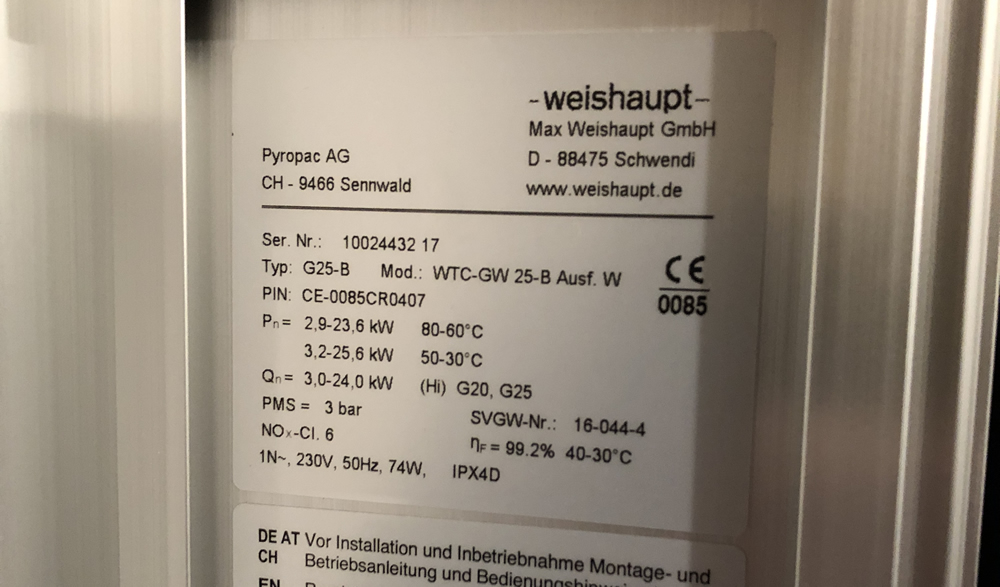 -weishaupt-
Max Weishaupt GmbH
Pyropac AG D - 88475 Schwendi
CH - 9466 Sennwald www.weishaupt.de
Ser. Nr.: 10024432 17
Typ: G25-B Mod.: WTC-GW 25-B Ausf. W
CE
0085
PIN: CE-0085CR0407
Pn = 2,9-23,6 kW 80-60°C
3,2-25,6 kW 50-30°C
Qn = 3,0-24,0 kW (Hi) G20, G25
PMS = 3 bar SVGW-Nr.: 16-044-4
NOx-Cl. 6 ηF = 99.2% 40-30°C
1N~, 230V, 50Hz, 74W, IPX4D
DE AT Vor Installation und Inbetriebnahme Montage- und
CH Betriebsanleitung und
EN